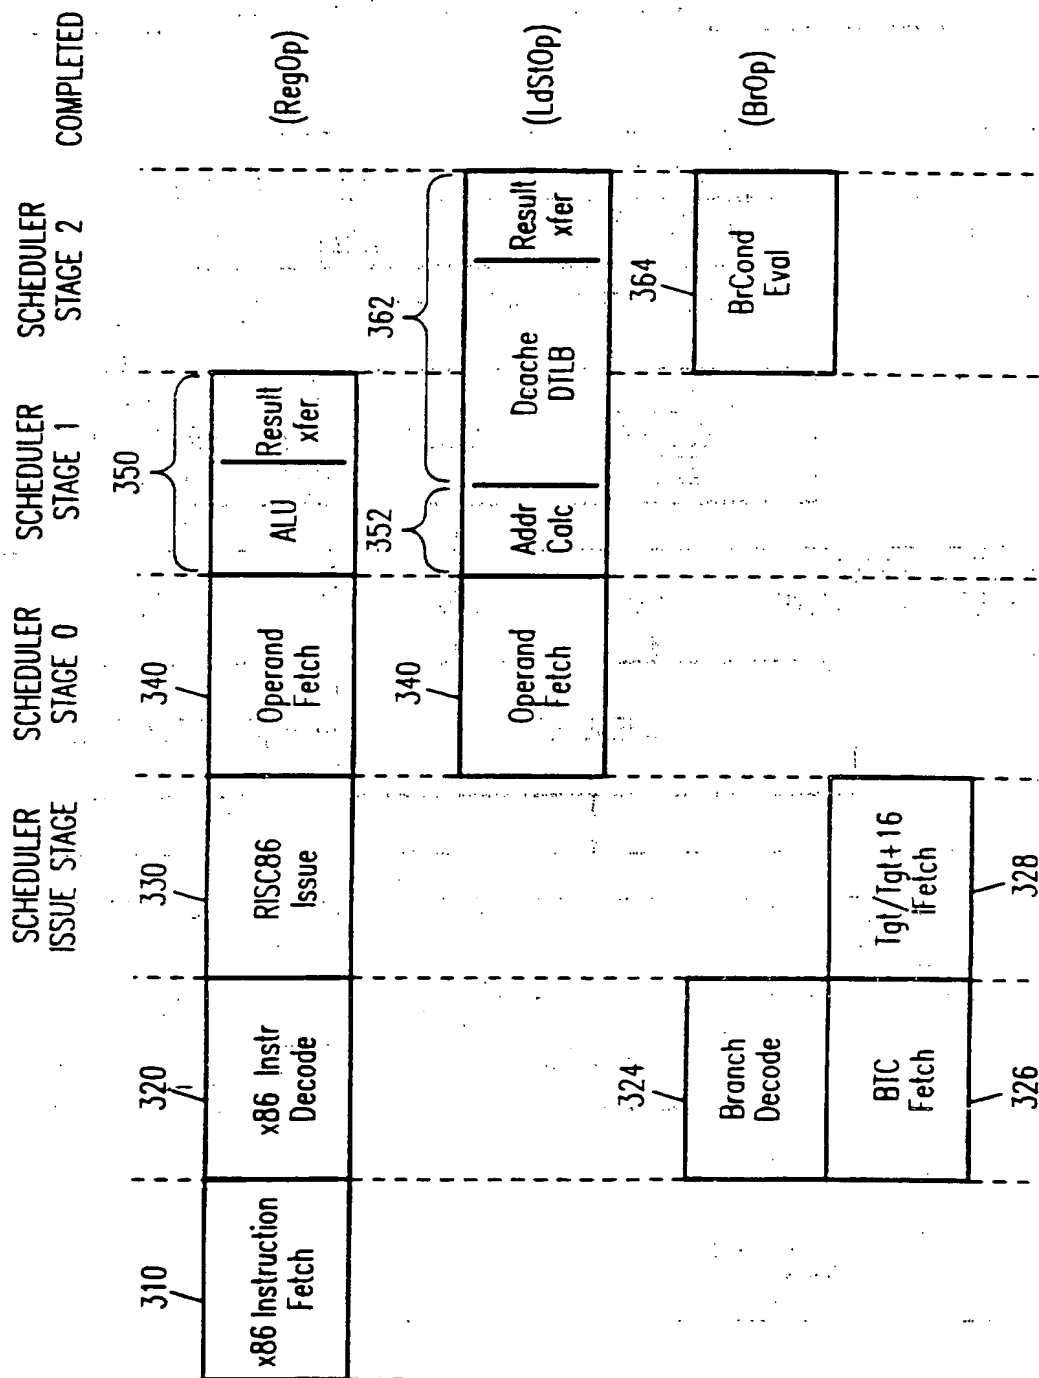 SCHEDULER
ISSUE STAGE
SCHEDULER
STAGE 0
SCHEDULER
STAGE 1
SCHEDULER
STAGE 2
COMPLETED
310
320
330
340
350
x86 Instruction
Fetch
x86 Instr
Decode
RISC86
Issue
Operand
Fetch
ALU
Result
xfer
(RegOp)
340
352
362
Operand
Fetch
Addr
Calc
Dcache
DTLB
Result
xfer
(LdStOp)
324
364
Branch
Decode
BrCond
Eval
(BrOp)
BTC
Fetch
Tgt/Tgt+16
iFetch
326
328